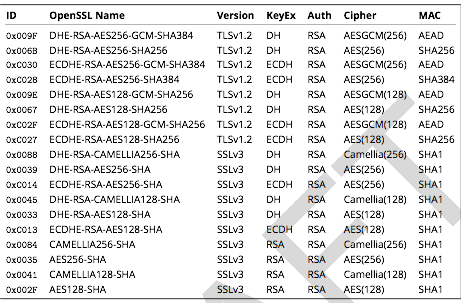 ID OpenSSL Name Version KeyEx Auth Cipher MAC
0x009F DHE-RSA-AES256-GCM-SHA384 TLSv1.2 DH RSA AESGCM(256) AEAD
0x006B DHE-RSA-AES256-SHA256 TLSv1.2 DH RSA AES(256) SHA256
0xC030 ECDHE-RSA-AES256-GCM-SHA384 TLSv1.2 ECDH RSA AESGCM(256) AEAD
0xC028 ECDHE-RSA-AES256-SHA384 TLSv1.2 ECDH RSA AES(256) SHA384
0x009E DHE-RSA-AES128-GCM-SHA256 TLSv1.2 DH RSA AESGCM(128) AEAD
0x0067 DHE-RSA-AES128-SHA256 TLSv1.2 DH RSA AES(128) SHA256
0xC02F ECDHE-RSA-AES128-GCM-SHA256 TLSv1.2 ECDH RSA AESGCM(128) AEAD
0xC027 ECDHE-RSA-AES128-SHA256 TLSv1.2 ECDH RSA AES(128) SHA256
0x0088 DHE-RSA-CAMELLIA256-SHA SSLv3 DH RSA Camellia(256) SHA1
0x0039 DHE-RSA-AES256-SHA SSLv3 DH RSA AES(256) SHA1
0xC014 ECDHE-RSA-AES256-SHA SSLv3 ECDH RSA AES(256) SHA1
0x0045 DHE-RSA-CAMELLIA128-SHA SSLv3 DH RSA Camellia(128) SHA1
0x0033 DHE-RSA-AES128-SHA SSLv3 DH RSA AES(128) SHA1
0xC013 ECDHE-RSA-AES128-SHA SSLv3 ECDH RSA AES(128) SHA1
0x0084 CAMELLIA256-SHA SSLv3 RSA RSA Camellia(256) SHA1
0x0035 AES256-SHA SSLv3 RSA RSA AES(256) SHA1
0x0041 CAMELLIA128-SHA SSLv3 RSA RSA Camellia(128) SHA1
0x002F AES128-SHA SSLv3 RSA RSA AES(128) SHA1